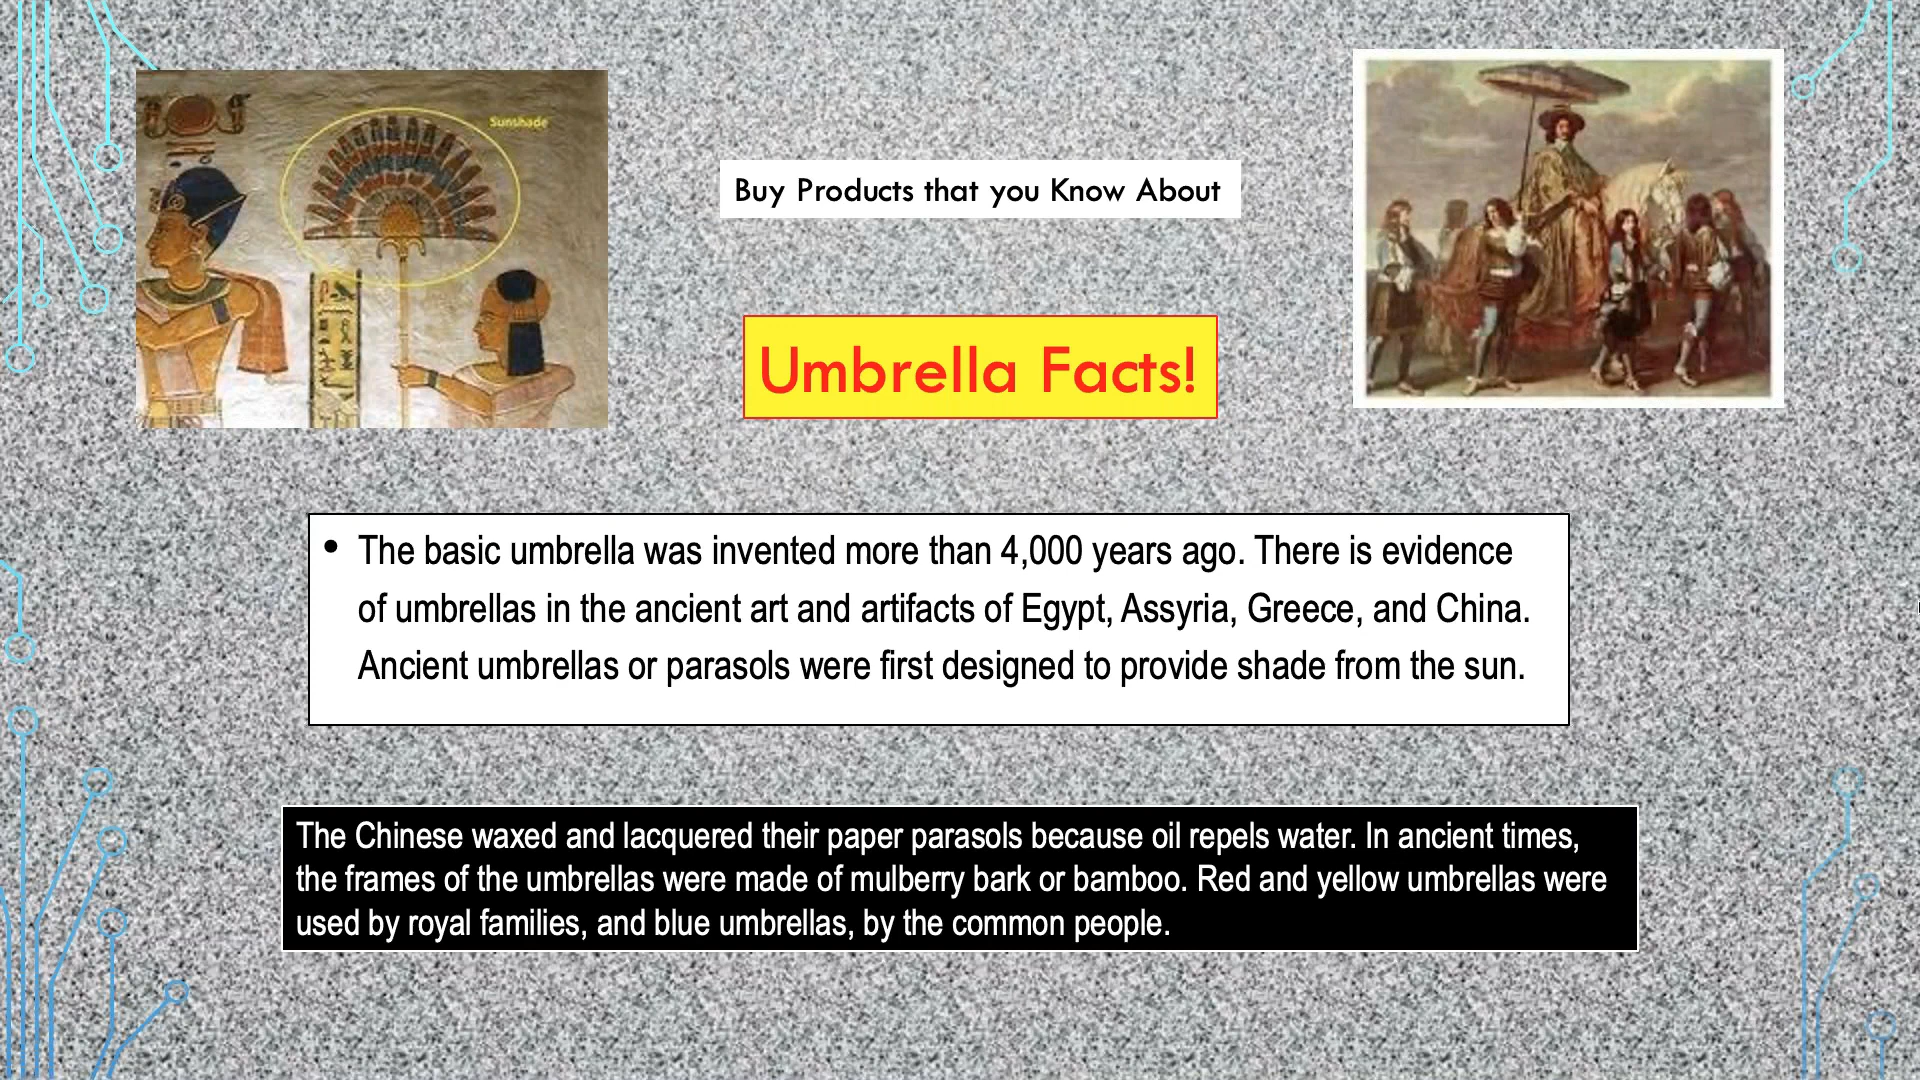 Sunshade
Buy Products that you Know About
Umbrella Facts!
• The basic umbrella was invented more than 4,000 years ago. There is evidence
of umbrellas in the ancient art and artifacts of Egypt, Assyria, Greece, and China.
Ancient umbrellas or parasols were first designed to provide shade from the sun.
The Chinese waxed and lacquered their paper parasols because oil repels water. In ancient times,
the frames of the umbrellas were made of mulberry bark or bamboo. Red and yellow umbrellas were
used by royal families, and blue umbrellas, by the common people.